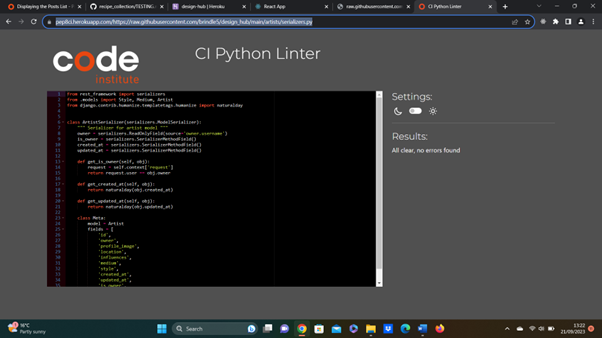 Displaying the Posts List - Z
recipe_collection/TESTING.
design-hub | Heroku
React App
raw.githubusercontent.com
CI Python Linter
pep8ci.herokuapp.com/https://raw.githubusercontent.com/brindle5/design_hub/main/artists/serializers.py
code
institute
CI Python Linter
1 from rest_framework import serializers
2 from .models import Style, Medium, Artist
3 from django.contrib.humanize.templatetags.humanize import naturalday
4
5
6 class ArtistSerializer(serializers.ModelSerializer):
7 """ Serializer for artist model """
8 owner = serializers.ReadOnlyField(source='owner.username')
9 is_owner = serializers.SerializerMethodField()
10 created_at = serializers.SerializerMethodField()
11 updated_at = serializers.SerializerMethodField()
12
13 def get_is_owner(self, obj):
14 request = self.context['request']
15 return request.user == obj.owner
16
17 def get_created_at(self, obj):
18 return naturalday(obj.created_at)
19
20 def get_updated_at(self, obj):
21 return naturalday(obj.updated_at)
22
23 class Meta:
24 model = Artist
25 fields = [
26 'id',
27 'owner',
28 'profile_image',
29 'location',
30 'influences',
31 'medium',
32 'style',
33 'created_at',
34 'updated_at',
35 'is_owner',
Settings:
Results:
All clear, no errors found
18°C
Partly sunny
Search
13:22
21/09/2023